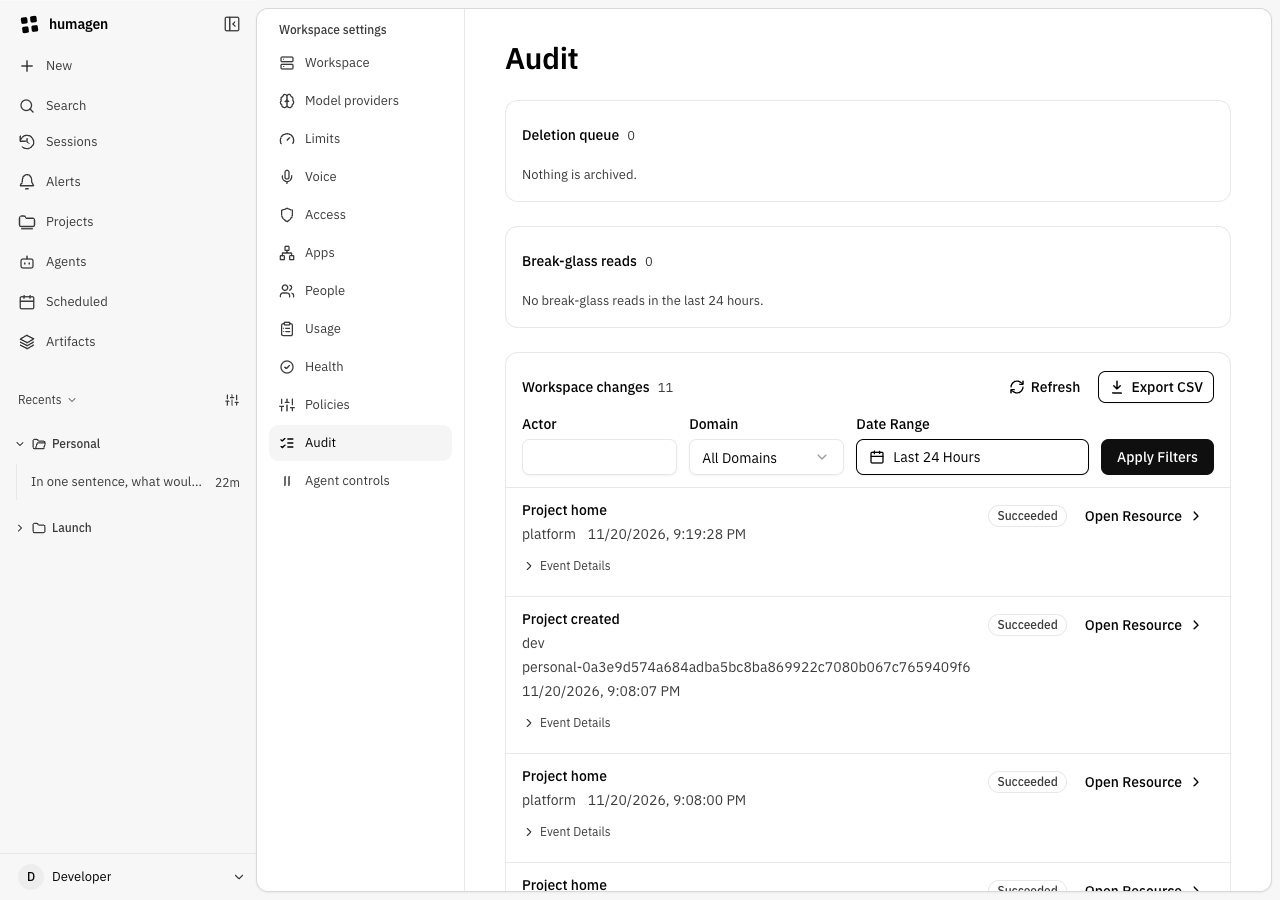 humagen
New
Search
Sessions
Alerts
Projects
Agents
Scheduled
Artifacts
Recents
Personal
In one sentence, what woul... 22m
Launch
D Developer
Workspace settings
Workspace
Model providers
Limits
Voice
Access
Apps
People
Usage
Health
Policies
Audit
Agent controls
Audit
Deletion queue 0
Nothing is archived.
Break-glass reads 0
No break-glass reads in the last 24 hours.
Workspace changes 11
Refresh
Export CSV
Actor
Domain
Date Range
All Domains
Last 24 Hours
Apply Filters
Project home
Succeeded
Open Resource
platform 11/20/2026, 9:19:28 PM
Event Details
Project created
Succeeded
Open Resource
dev
personal-0a3e9d574a684adba5bc8ba869922c7080b067c7659409f6
11/20/2026, 9:08:07 PM
Event Details
Project home
Succeeded
Open Resource
platform 11/20/2026, 9:08:00 PM
Event Details
Project home
Succeeded
Open Resource